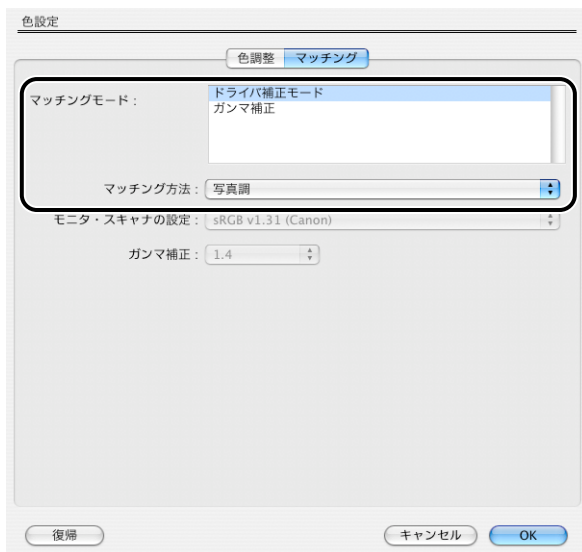 色設定
色調整 マッチング
マッチングモード :
ドライバ補正モード
ガンマ補正
マッチング方法 : 写真調
モニタ・スキャナの設定 : sRGB v1.31 (Canon)
ガンマ補正 : 1.4
復帰 キャンセル OK